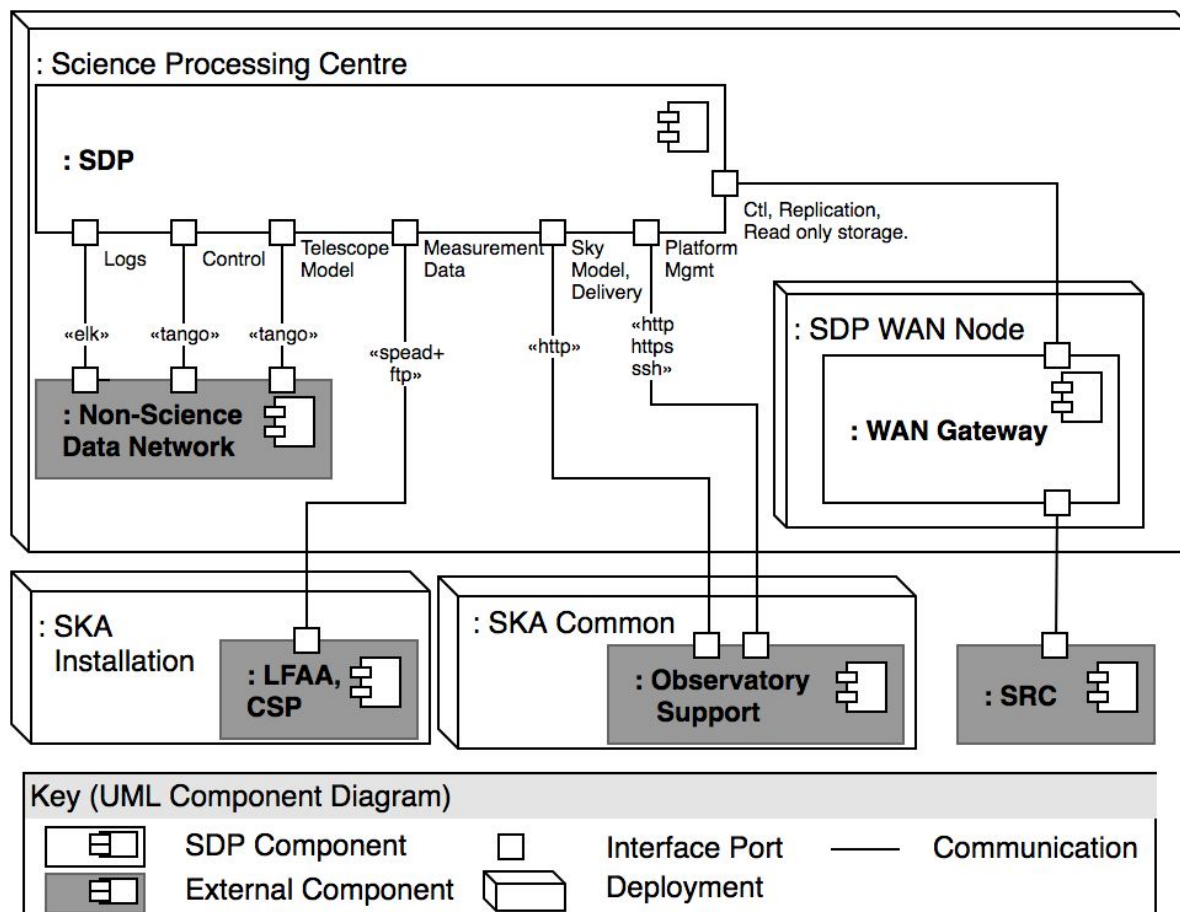 : Science Processing Centre
: SDP
Ctl, Replication,
Read only storage.
Logs
Control
Telescope
Model
Measurement
Data
Sky
Model,
Delivery
Platform
Mgmt
«elk»
«tango»
«tango»
«spead+
ftp»
«http»
«http
https
ssh»
: SDP WAN Node
: WAN Gateway
: Non-Science
Data Network
: SKA
Installation
: LFAA,
CSP
: SKA Common
: Observatory
Support
: SRC
Key (UML Component Diagram)
SDP Component
Interface Port
Communication
External Component
Deployment